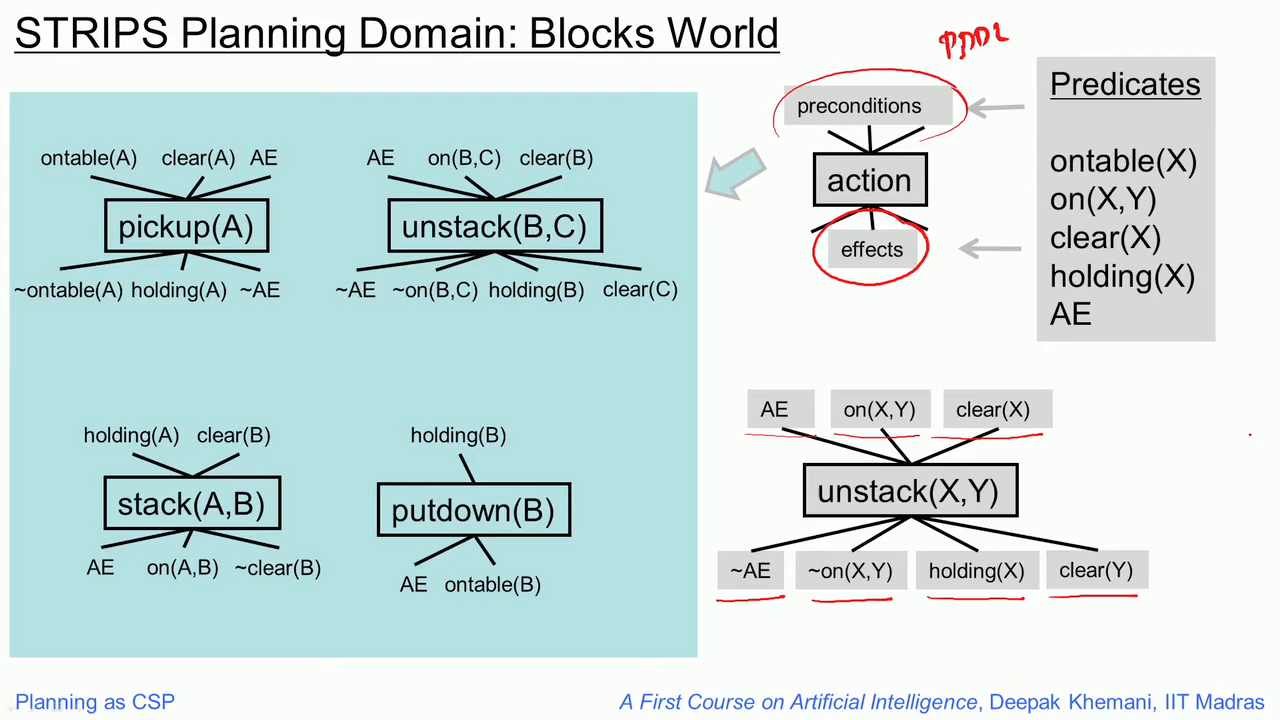 STRIPS Planning Domain: Blocks World
PDDL
ontable(A) clear(A) AE
pickup(A)
~ontable(A) holding(A) ~AE
AE on(B,C) clear(B)
unstack(B,C)
~AE ~on(B,C) holding(B) clear(C)
holding(A) clear(B)
stack(A,B)
AE on(A,B) ~clear(B)
holding(B)
putdown(B)
AE ontable(B)
preconditions
action
effects
Predicates
ontable(X)
on(X,Y)
clear(X)
holding(X)
AE
AE on(X,Y) clear(X)
unstack(X,Y)
~AE ~on(X,Y) holding(X) clear(Y)
Planning as CSP
A First Course on Artificial Intelligence, Deepak Khemani, IIT Madras